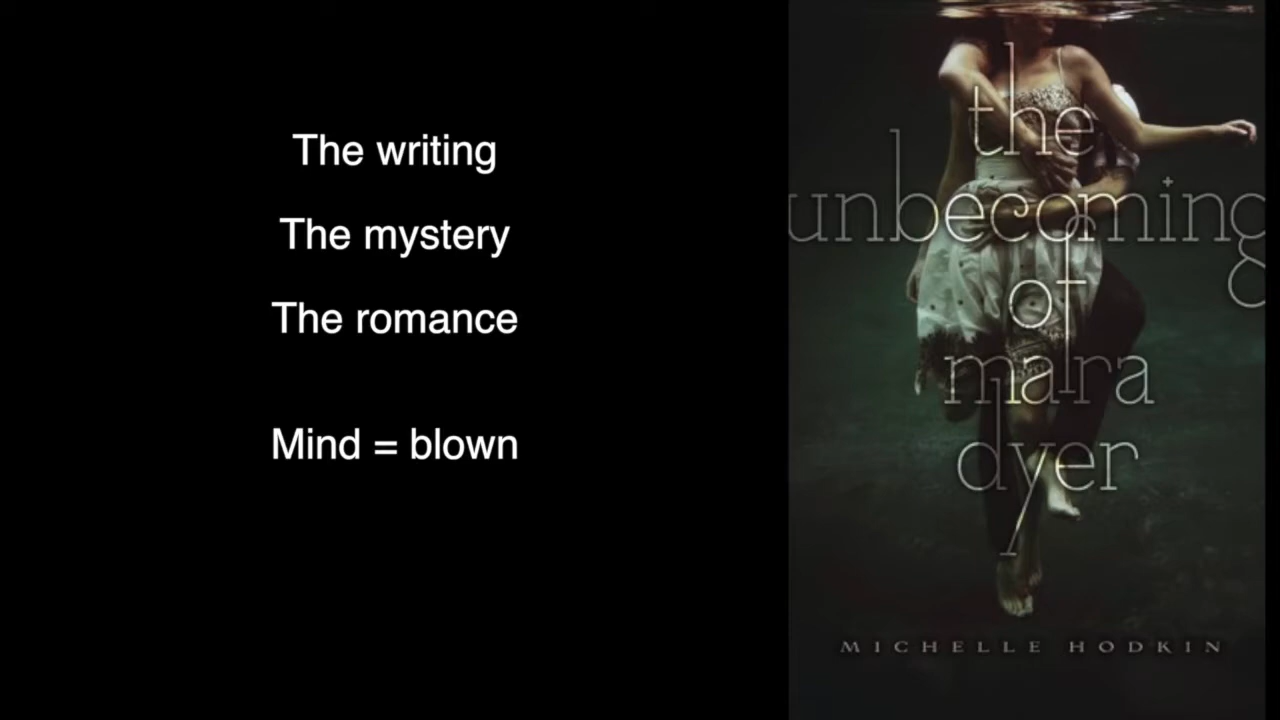 The writing
The mystery
The romance
Mind = blown
the
unbecoming
of
mara
dyer
MICHELLE HODKIN